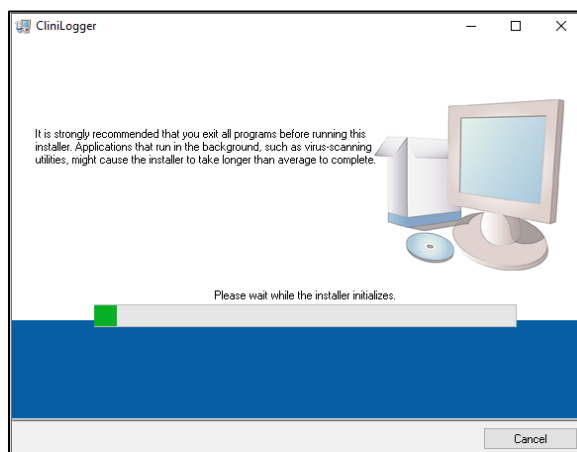 CliniLogger
It is strongly recommended that you exit all programs before running this
installer. Applications that run in the background, such as virus-scanning
utilities, might cause the installer to take longer than average to complete.
Please wait while the installer initializes.
Cancel